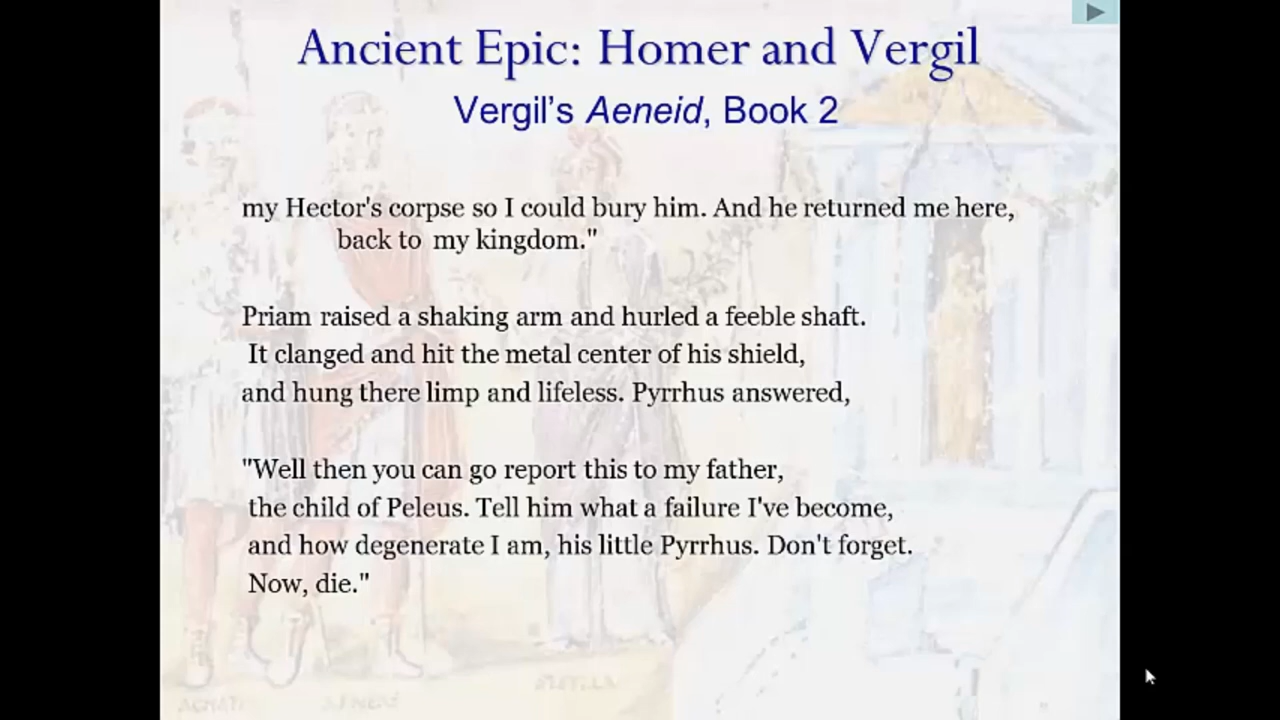 Ancient Epic: Homer and Vergil
Vergil's Aeneid, Book 2
my Hector's corpse so I could bury him. And he returned me here,
back to my kingdom."
Priam raised a shaking arm and hurled a feeble shaft.
It clanged and hit the metal center of his shield,
and hung there limp and lifeless. Pyrrhus answered,
"Well then you can go report this to my father,
the child of Peleus. Tell him what a failure I've become,
and how degenerate I am, his little Pyrrhus. Don't forget.
Now, die."